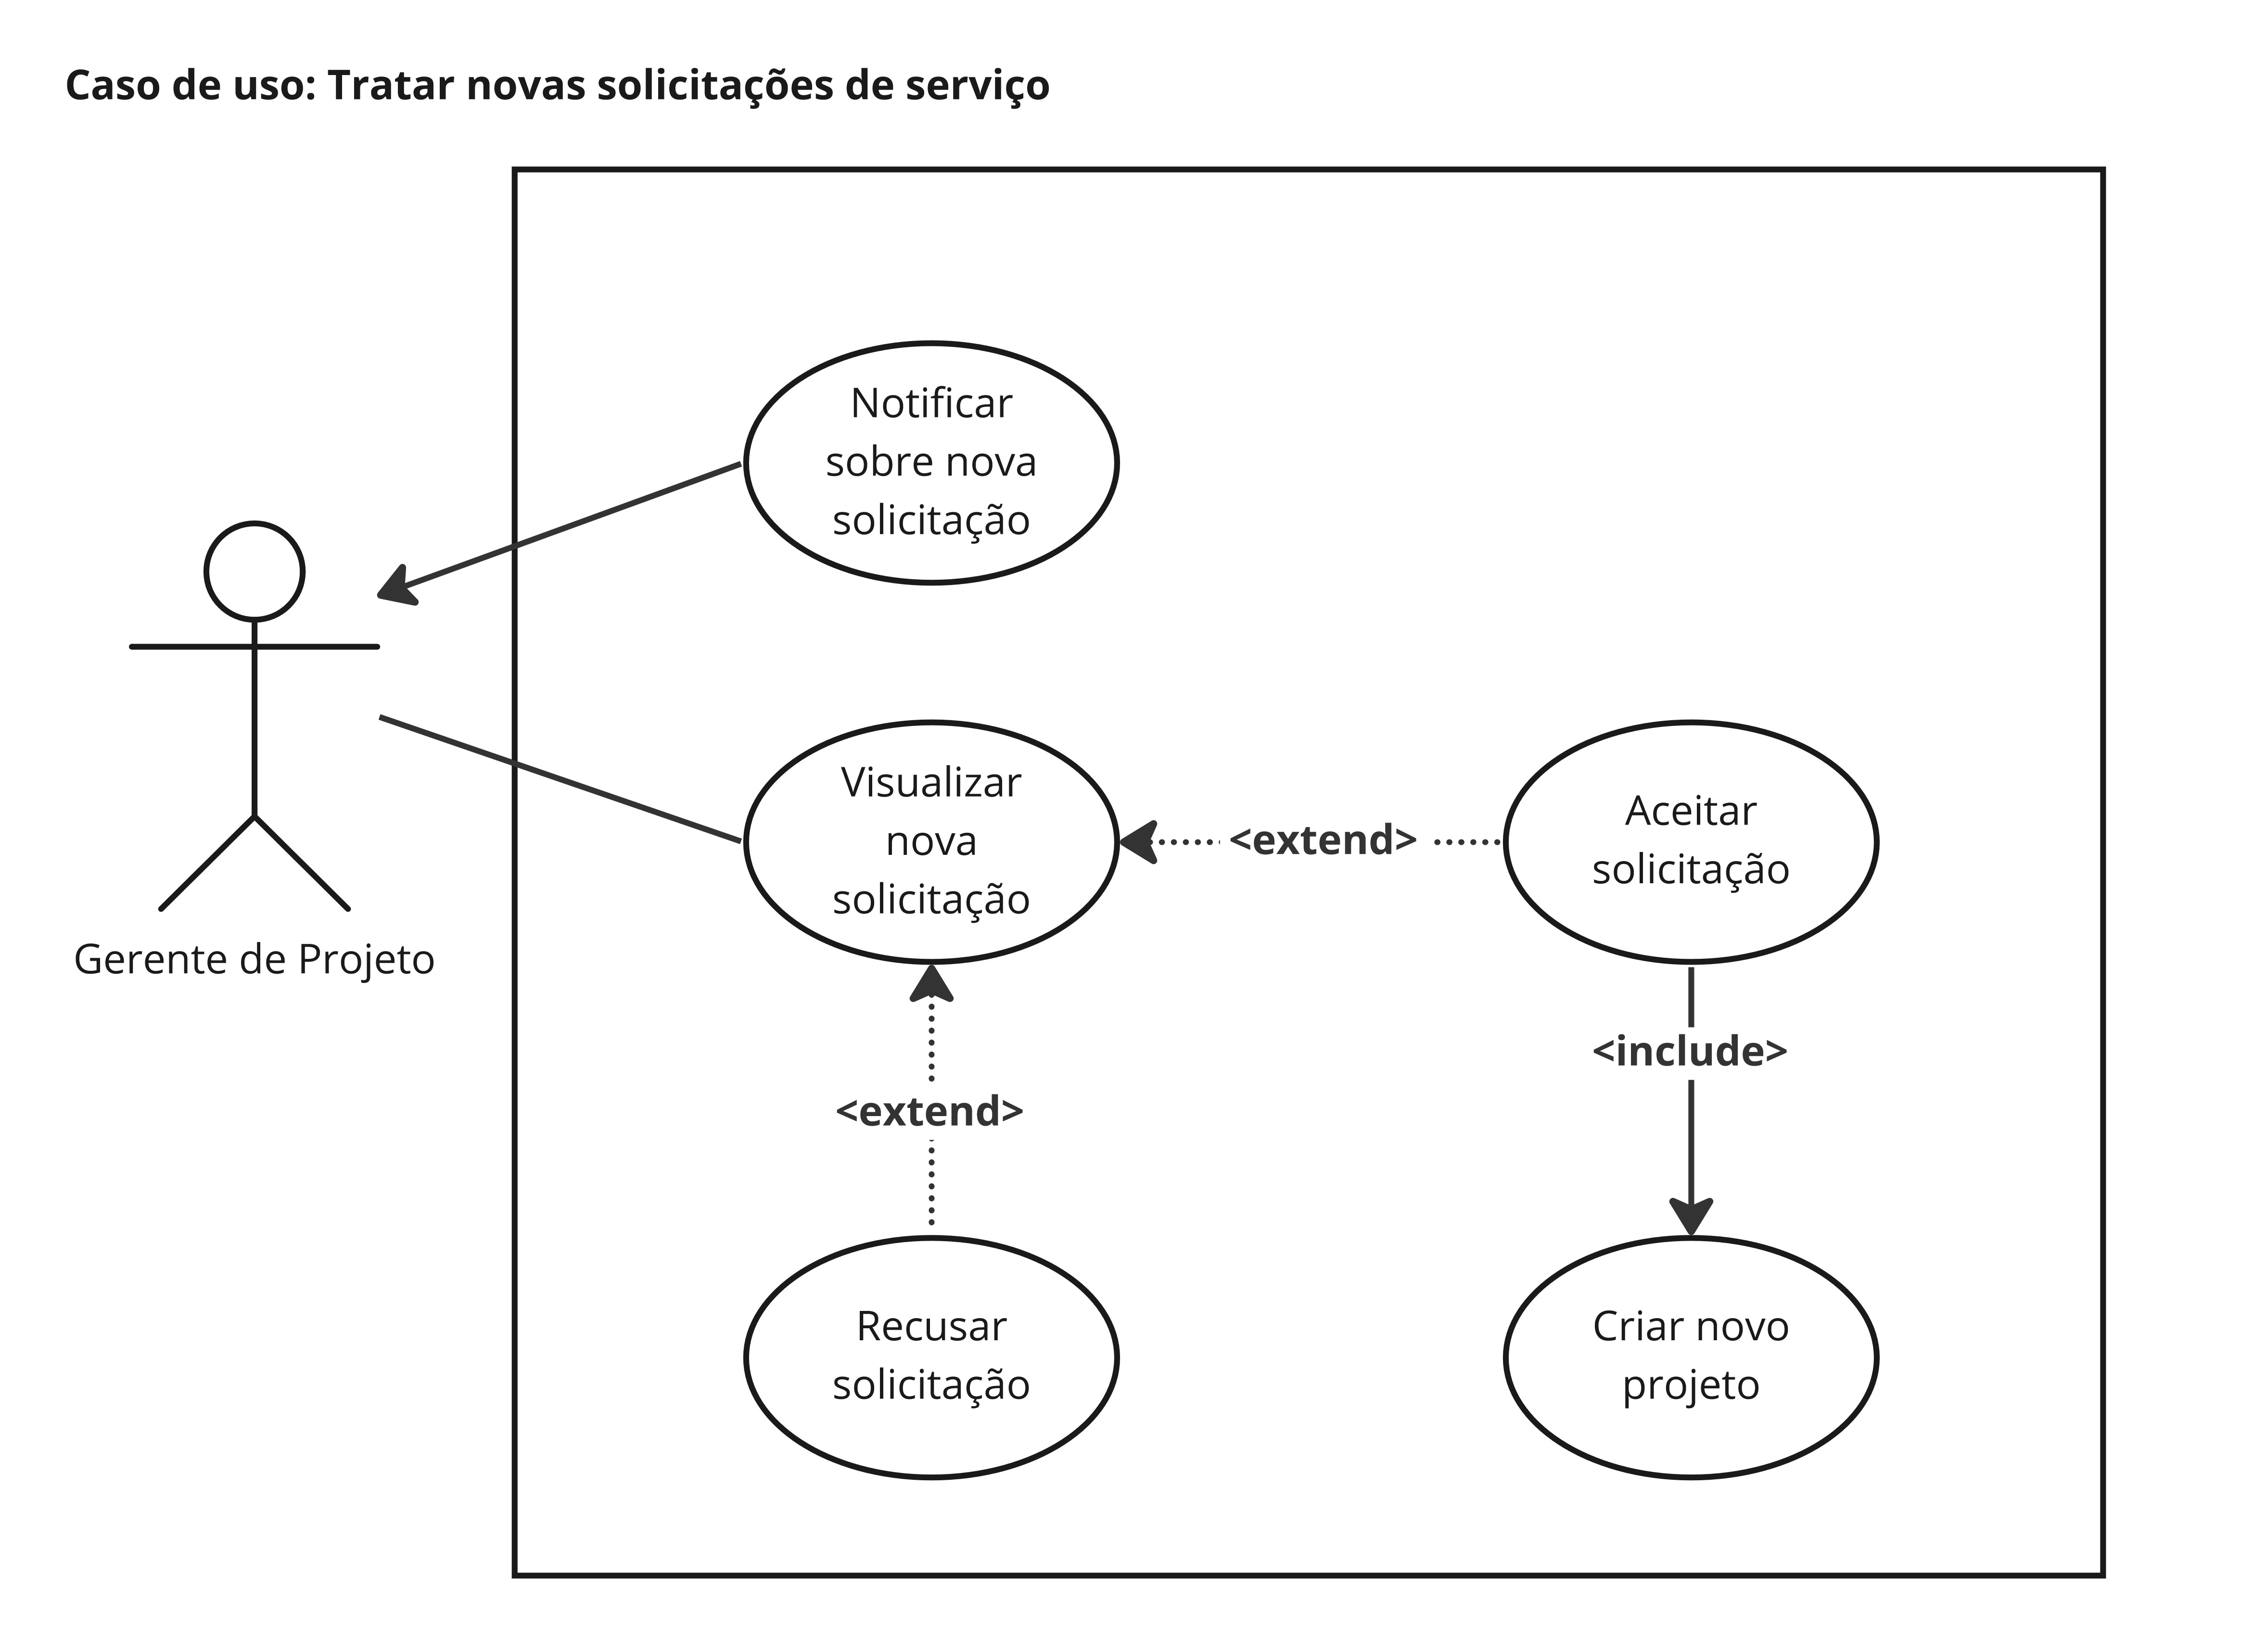 Caso de uso: Tratar novas solicitações de serviço
Notificar
sobre nova
solicitação
Visualizar
nova
solicitação
<extend>
Aceitar
solicitação
Gerente de Projeto
<include>
<extend>
Recusar
solicitação
Criar novo
projeto